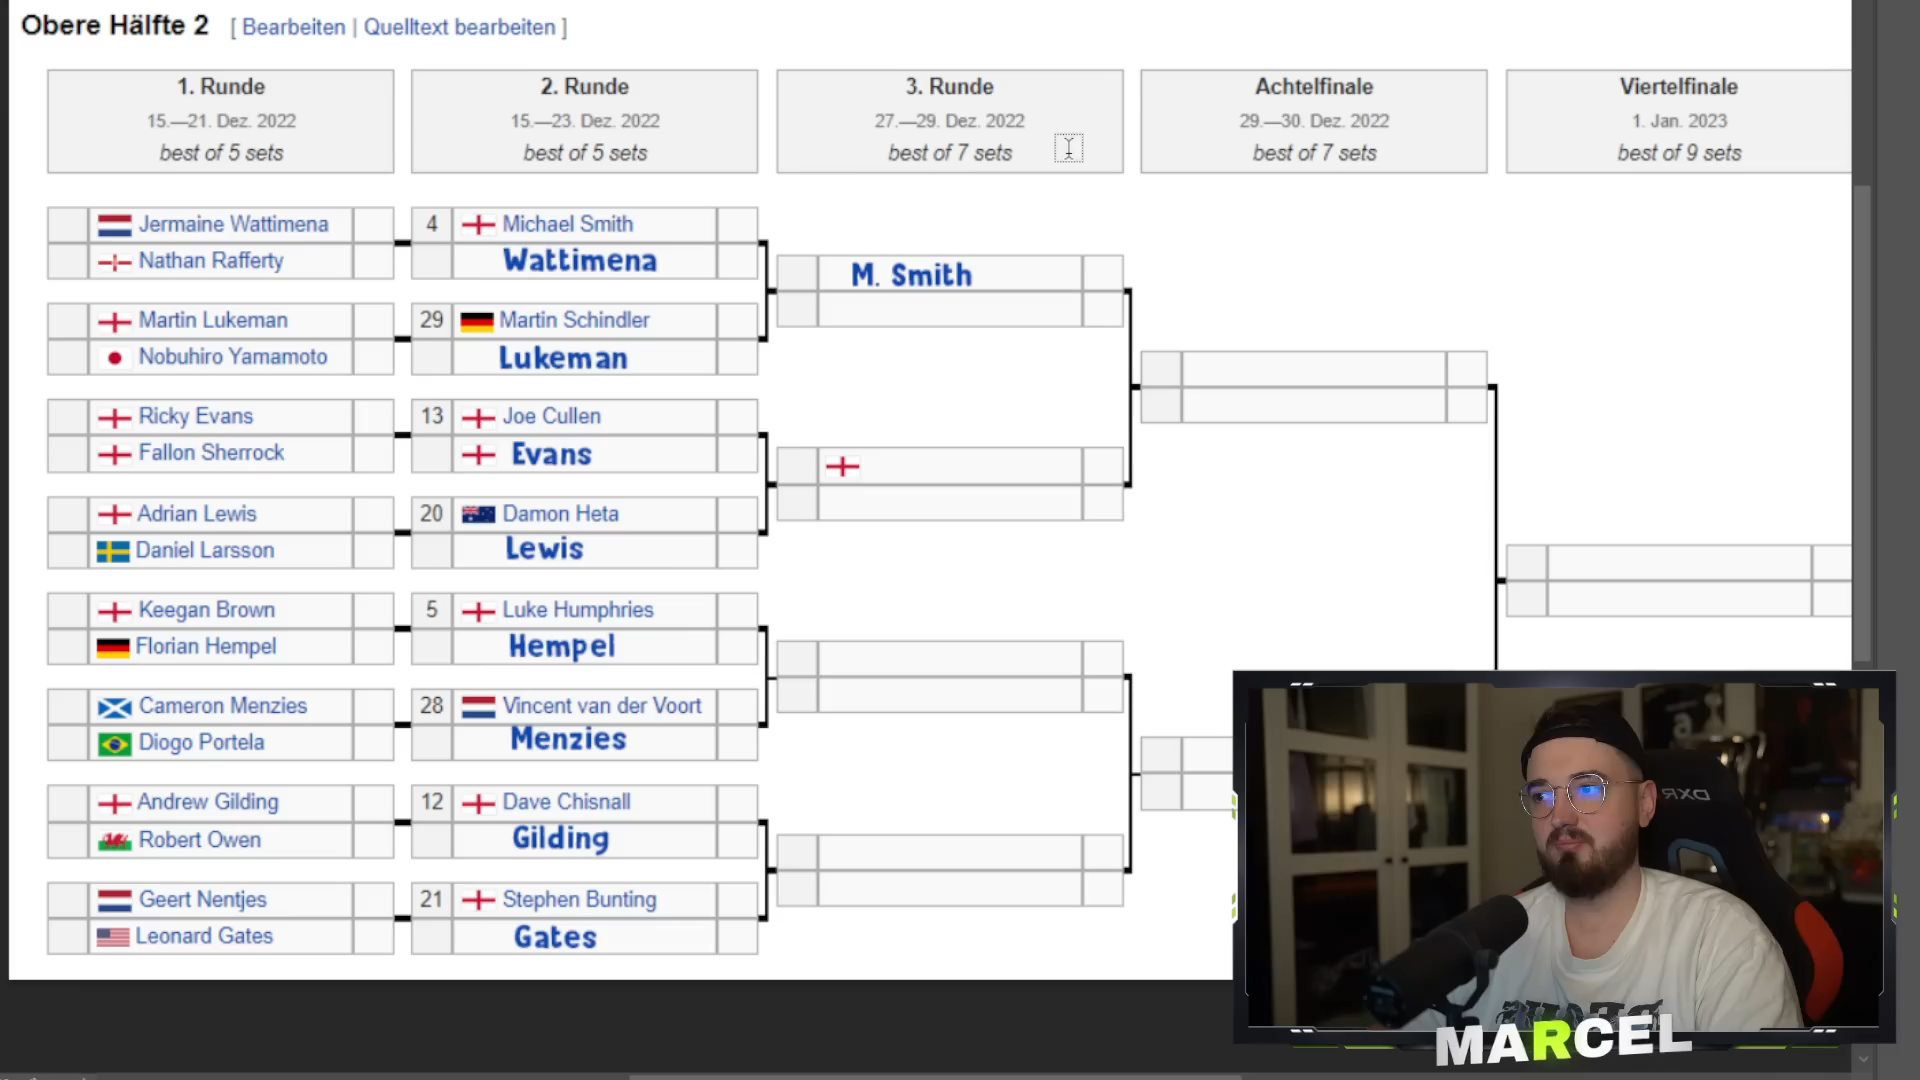 Obere Hälfte 2 [ Bearbeiten | Quelltext bearbeiten ]
1. Runde
15.—21. Dez. 2022
best of 5 sets
2. Runde
15.—23. Dez. 2022
best of 5 sets
3. Runde
27.—29. Dez. 2022
best of 7 sets
Achtelfinale
29.—30. Dez. 2022
best of 7 sets
Viertelfinale
1. Jan. 2023
best of 9 sets
Jermaine Wattimena
Nathan Rafferty
Martin Lukeman
Nobuhiro Yamamoto
Ricky Evans
Fallon Sherrock
Adrian Lewis
Daniel Larsson
Keegan Brown
Florian Hempel
Cameron Menzies
Diogo Portela
Andrew Gilding
Robert Owen
Geert Nentjes
Leonard Gates
4 Michael Smith
Wattimena
29 Martin Schindler
Lukeman
13 Joe Cullen
Evans
20 Damon Heta
Lewis
5 Luke Humphries
Hempel
28 Vincent van der Voort
Menzies
12 Dave Chisnall
Gilding
21 Stephen Bunting
Gates
M. Smith
DXR
MARCEL